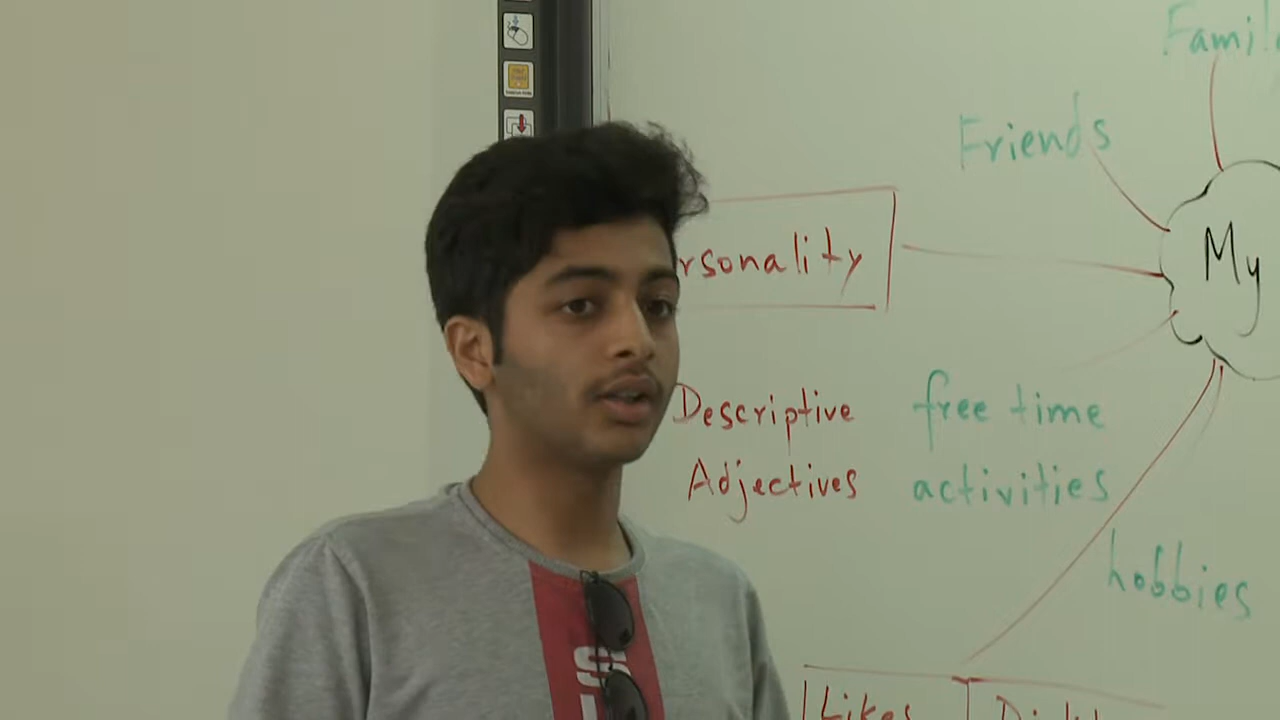 Famil
Friends
My
rsonality
Descriptive
Adjectives
free time
activities
hobbies
Likes
S